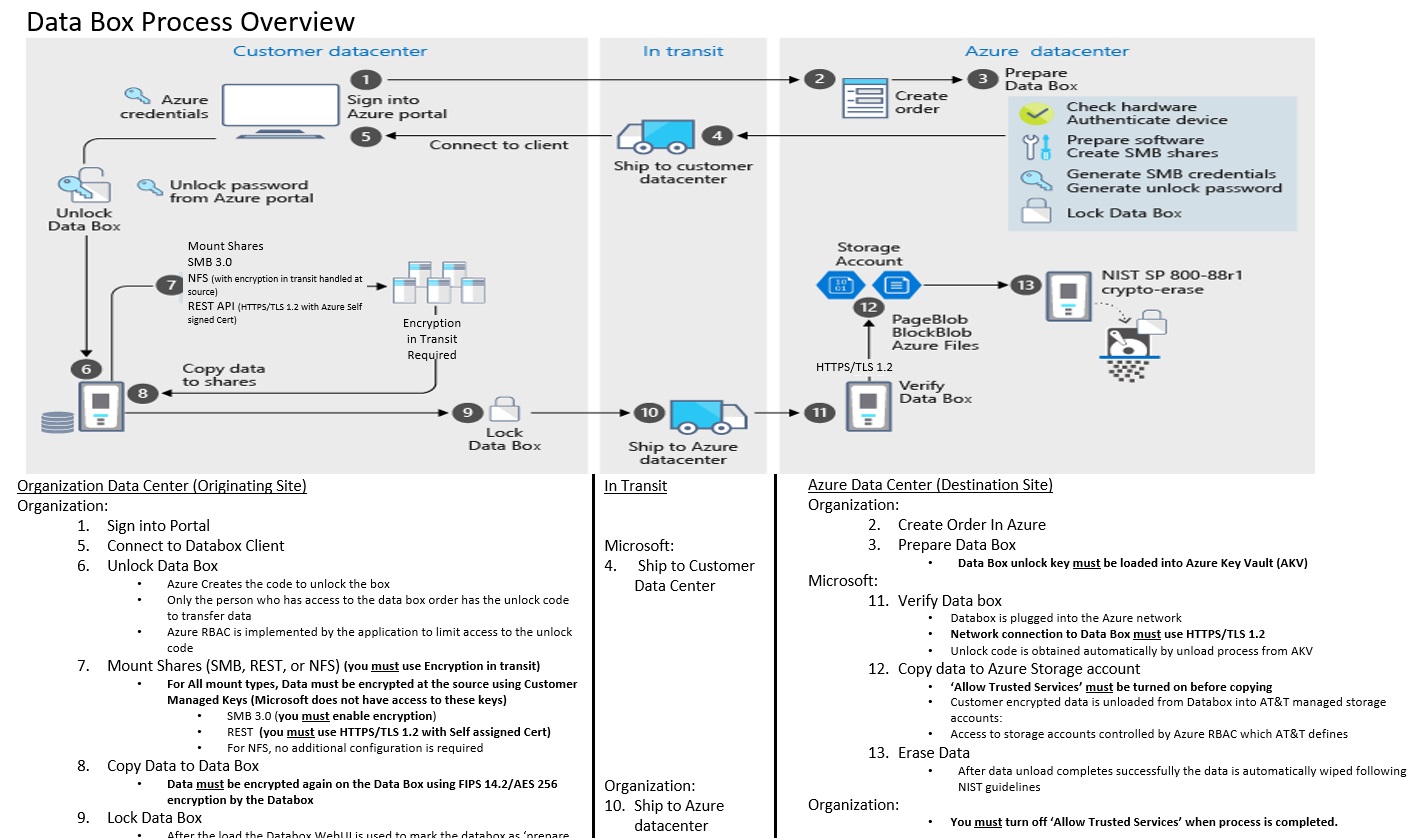 Data Box Process Overview
Customer datacenter
In transit
Azure datacenter
1
Sign into
Azure portal
Azure
credentials
2
Create
order
3
Prepare
Data Box
Check hardware
Authenticate device
Prepare software
Create SMB shares
Generate SMB credentials
Generate unlock password
Lock Data Box
4
Ship to customer
datacenter
5
Connect to client
Unlock password
from Azure portal
Unlock
Data Box
6
7
Mount Shares
SMB 3.0
NFS (with encryption in transit handled at
source)
REST API (HTTPS/TLS 1.2 with Azure Self
signed Cert)
Encryption
in Transit
Required
8
Copy data
to shares
9
Lock
Data Box
10
Ship to Azure
datacenter
11
Verify
Data Box
HTTPS/TLS 1.2
12
PageBlob
BlockBlob
Azure Files
Storage
Account
10
01
13
NIST SP 800-88r1
crypto-erase
Organization Data Center (Originating Site)
Organization:
1. Sign into Portal
5. Connect to Databox Client
6. Unlock Data Box
• Azure Creates the code to unlock the box
• Only the person who has access to the data box order has the unlock code
to transfer data
• Azure RBAC is implemented by the application to limit access to the unlock
code
7. Mount Shares (SMB, REST, or NFS) (you must use Encryption in transit)
• For All mount types, Data must be encrypted at the source using Customer
Managed Keys (Microsoft does not have access to these keys)
• SMB 3.0 (you must enable encryption)
• REST (you must use HTTPS/TLS 1.2 with Self assigned Cert)
• For NFS, no additional configuration is required
8. Copy Data to Data Box
• Data must be encrypted again on the Data Box using FIPS 14.2/AES 256
encryption by the Databox
9. Lock Data Box
• After the load the Databox WebUI is used to mark the databox as 'prepare
In Transit
Microsoft:
4. Ship to Customer
Data Center
Organization:
10. Ship to Azure
datacenter
Azure Data Center (Destination Site)
Organization:
2. Create Order In Azure
3. Prepare Data Box
• Data Box unlock key must be loaded into Azure Key Vault (AKV)
Microsoft:
11. Verify Data box
• Databox is plugged into the Azure network
• Network connection to Data Box must use HTTPS/TLS 1.2
• Unlock code is obtained automatically by unload process from AKV
12. Copy data to Azure Storage account
• 'Allow Trusted Services' must be turned on before copying
• Customer encrypted data is unloaded from Databox into AT&T managed storage
accounts:
• Access to storage accounts controlled by Azure RBAC which AT&T defines
13. Erase Data
• After data unload completes successfully the data is automatically wiped following
NIST guidelines
Organization:
• You must turn off 'Allow Trusted Services' when process is completed.